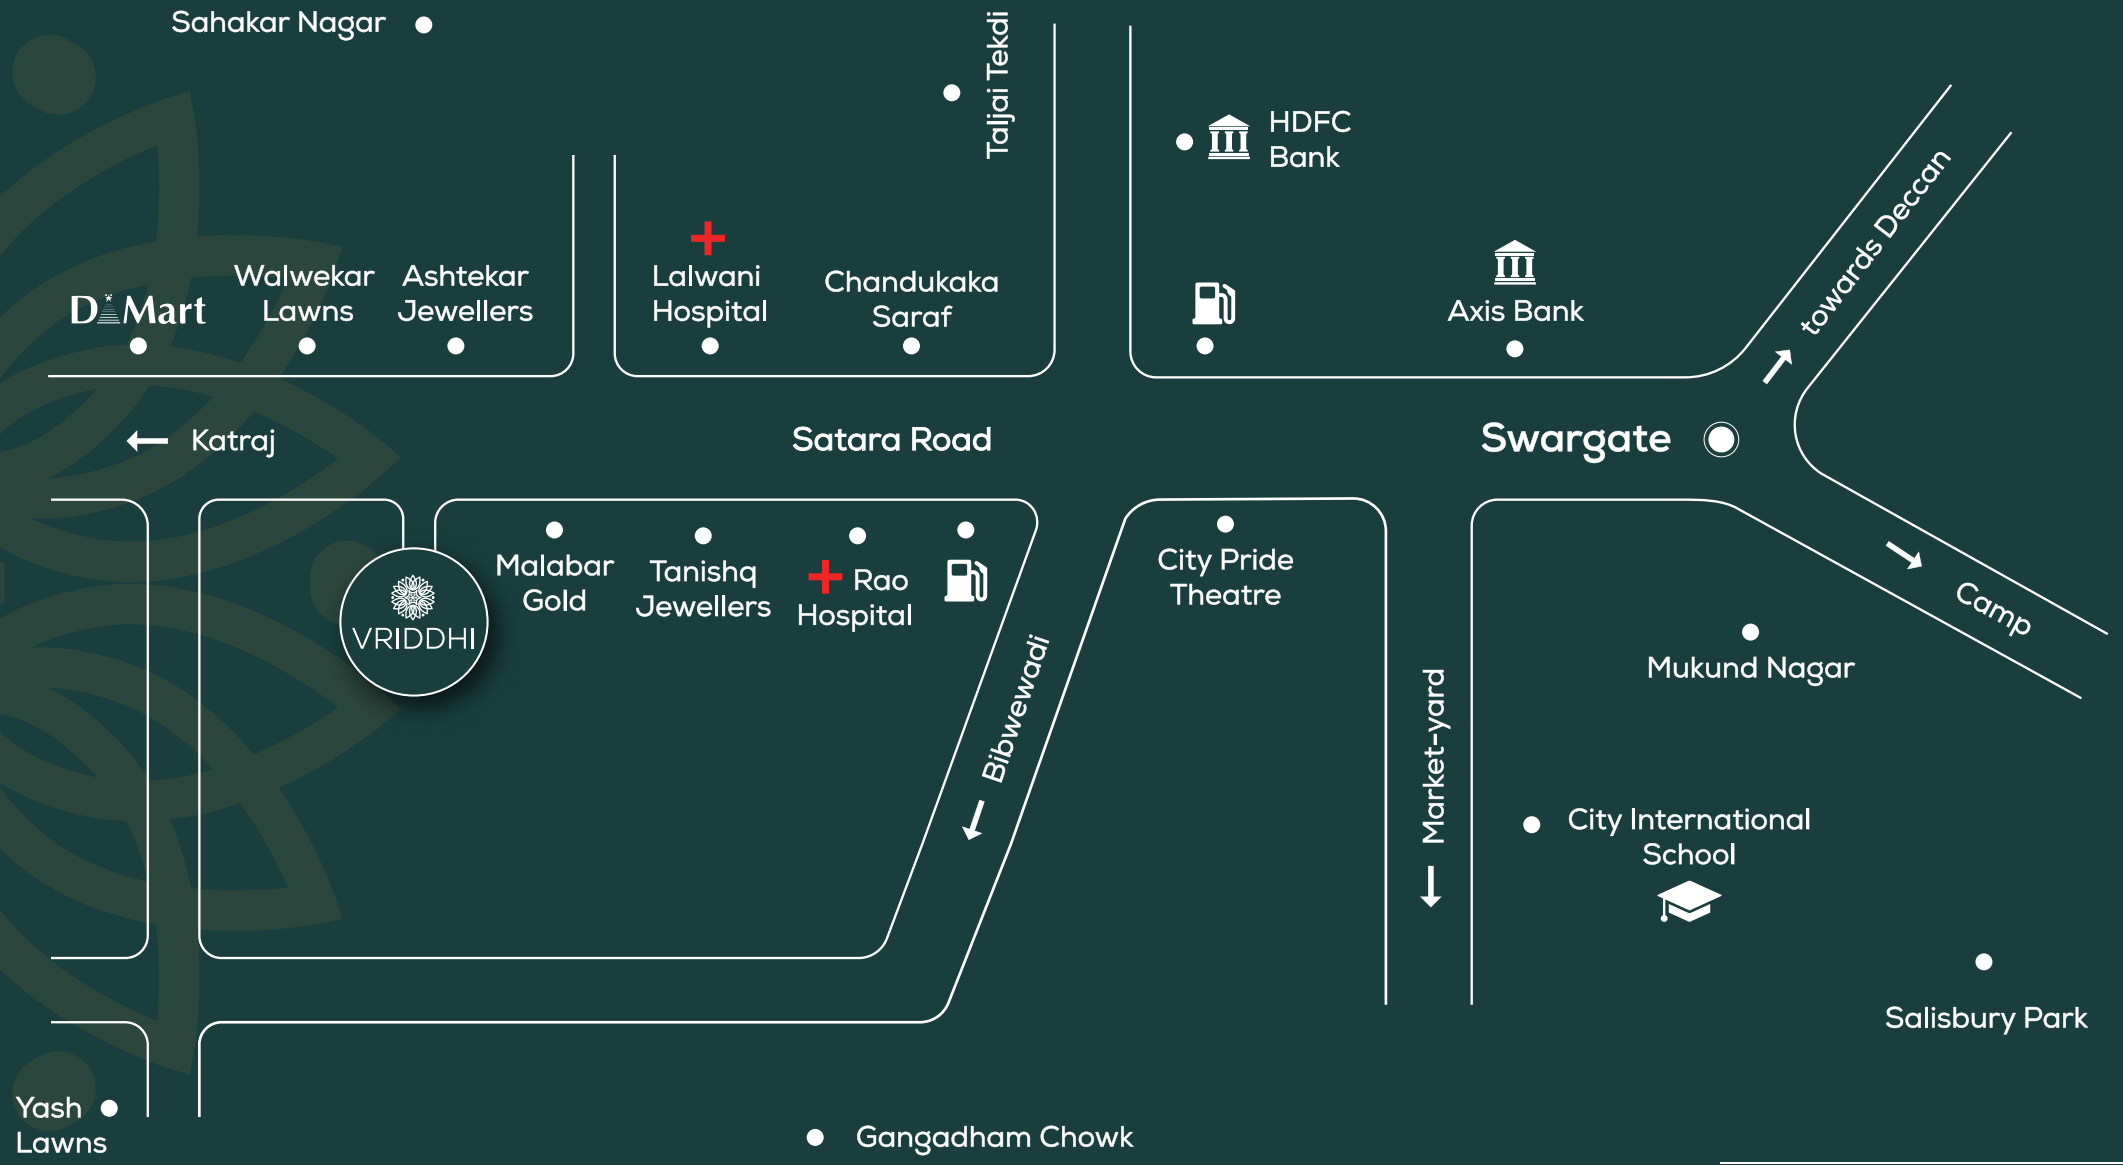 Sahakar Nagar
Taljai Tekdi
HDFC
Bank
towards Deccan
D Mart
Walwekar
Lawns
Ashtekar
Jewellers
Lalwani
Hospital
Chandukaka
Saraf
Axis Bank
Katraj
Satara Road
Swargate
VRIDDHI
Malabar
Gold
Tanishq
Jewellers
Rao
Hospital
Bibwewadi
City Pride
Theatre
Market-yard
Camp
Mukund Nagar
City International
School
Salisbury Park
Yash
Lawns
Gangadham Chowk